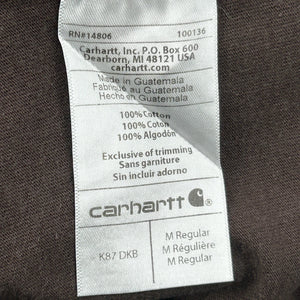 RN#14806 100136
Carhartt, Inc. P.O. Box 600
Dearborn, MI 48121 USA
carhartt.com
Made in Guatemala
Fabriqué au Guatemala
Hecho en Guatemala
100% Cotton
100% Coton
100% Algodón
Exclusive of trimming
Sans garniture
Sin incluir adorno
carhartt
K87 DKB
M Regular
M Régulière
M Regular